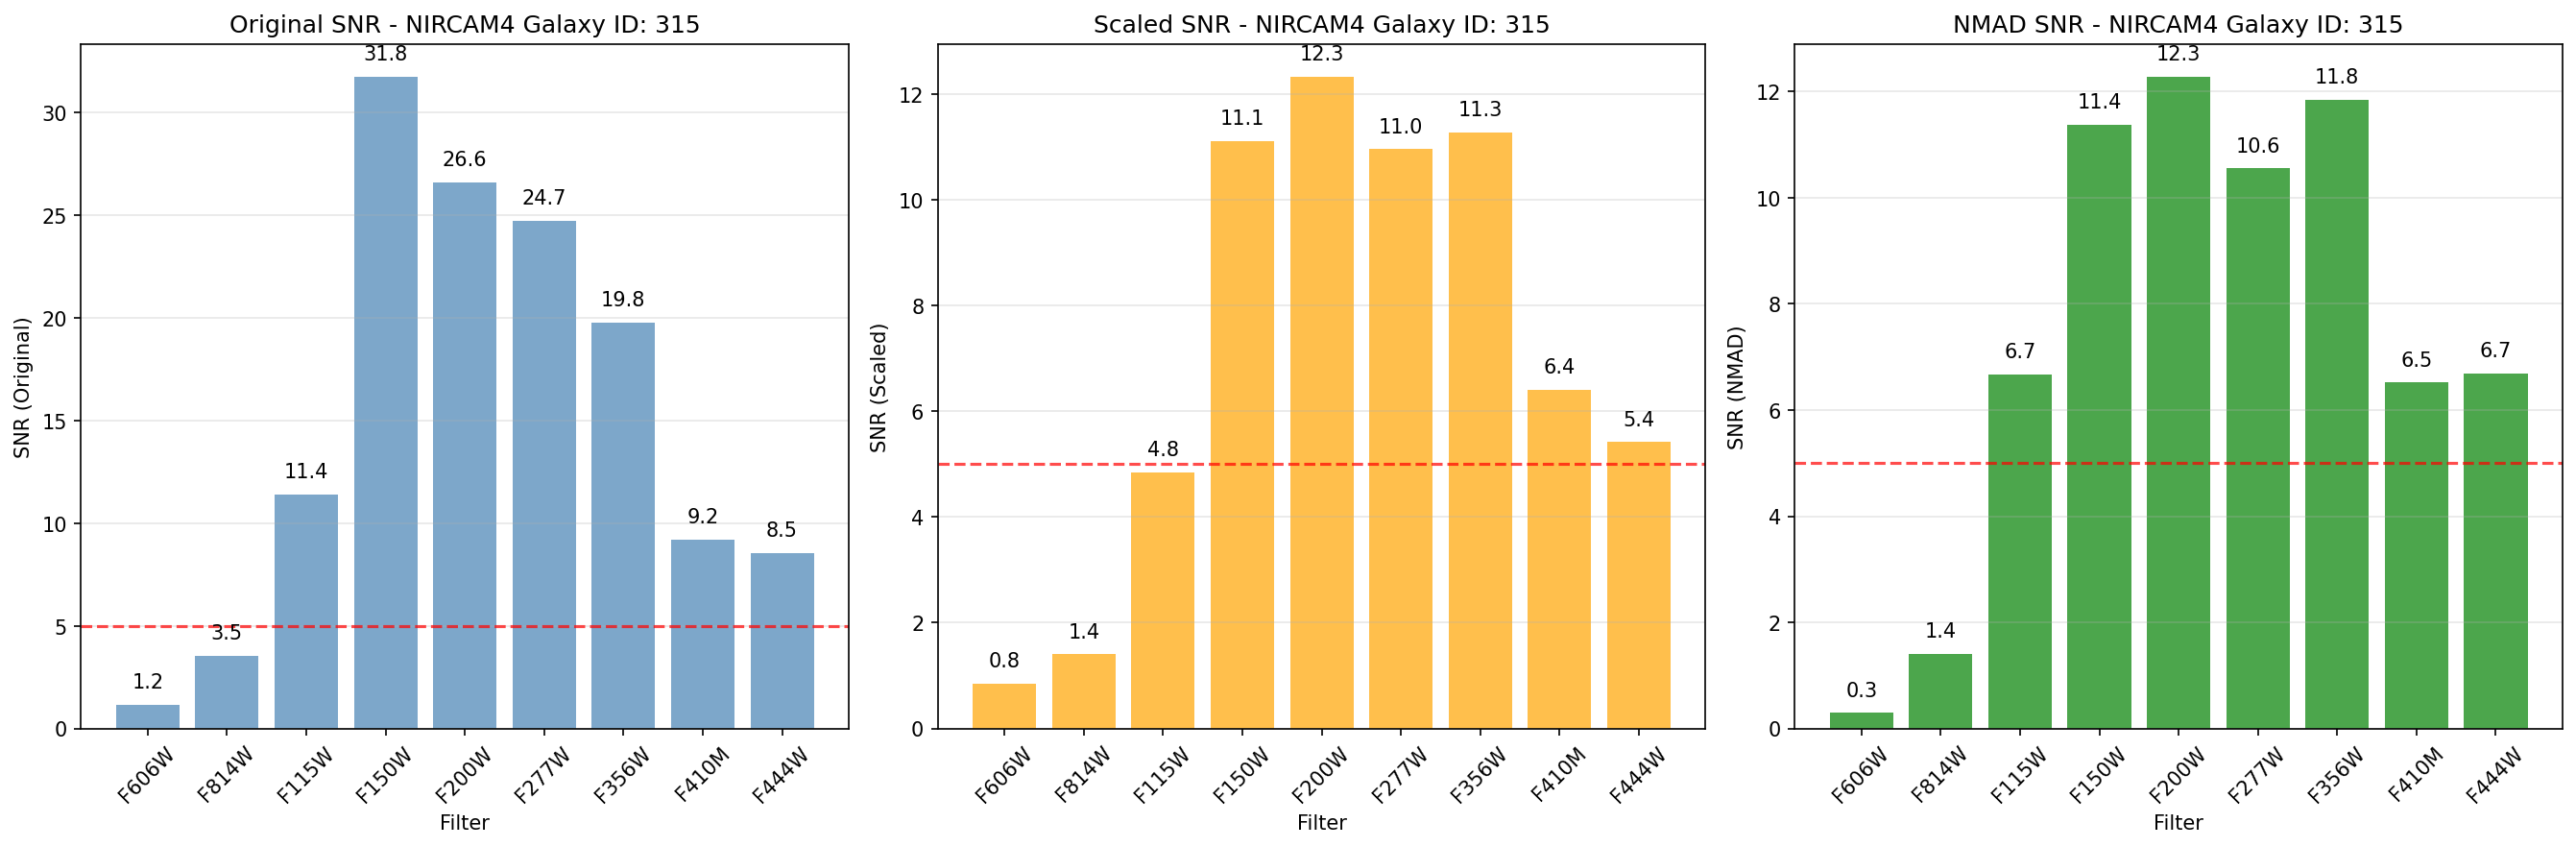 Original SNR - NIRCAM4 Galaxy ID: 315
SNR (Original)
30
25
20
15
10
5
0
1.2
3.5
11.4
31.8
26.6
24.7
19.8
9.2
8.5
F606W
F814W
F115W
F150W
F200W
F277W
F356W
F410M
F444W
Filter
Scaled SNR - NIRCAM4 Galaxy ID: 315
SNR (Scaled)
12
10
8
6
4
2
0
0.8
1.4
4.8
11.1
12.3
11.0
11.3
6.4
5.4
F606W
F814W
F115W
F150W
F200W
F277W
F356W
F410M
F444W
Filter
NMAD SNR - NIRCAM4 Galaxy ID: 315
SNR (NMAD)
12
10
8
6
4
2
0
0.3
1.4
6.7
11.4
12.3
10.6
11.8
6.5
6.7
F606W
F814W
F115W
F150W
F200W
F277W
F356W
F410M
F444W
Filter